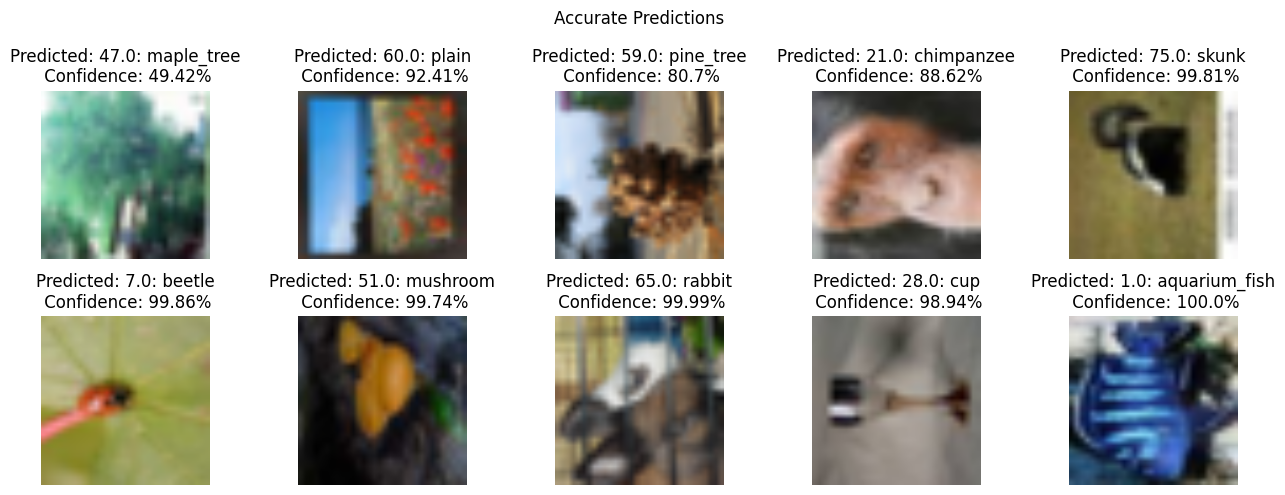 Accurate Predictions
Predicted: 47.0: maple_tree
Confidence: 49.42%
Predicted: 60.0: plain
Confidence: 92.41%
Predicted: 59.0: pine_tree
Confidence: 80.7%
Predicted: 21.0: chimpanzee
Confidence: 88.62%
Predicted: 75.0: skunk
Confidence: 99.81%
Predicted: 7.0: beetle
Confidence: 99.86%
Predicted: 51.0: mushroom
Confidence: 99.74%
Predicted: 65.0: rabbit
Confidence: 99.99%
Predicted: 28.0: cup
Confidence: 98.94%
Predicted: 1.0: aquarium_fish
Confidence: 100.0%